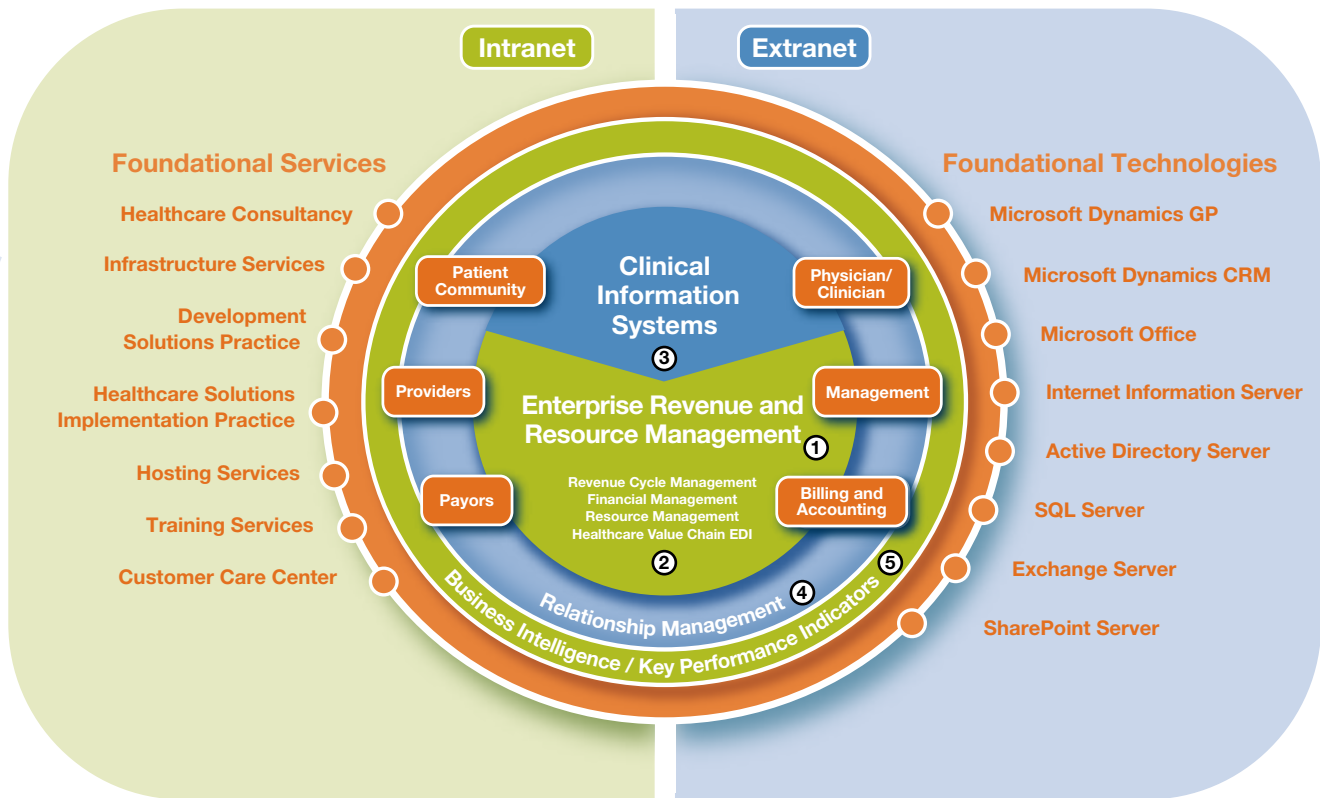 Intranet
Extranet
Foundational Services
Healthcare Consultancy
Infrastructure Services
Development
Solutions Practice
Healthcare Solutions
Implementation Practice
Hosting Services
Training Services
Customer Care Center
Patient
Community
Providers
Payors
Clinical
Information
Systems
3
Enterprise Revenue and
Resource Management
1
Revenue Cycle Management
Financial Management
Resource Management
Healthcare Value Chain EDI
2
Physician/
Clinician
Management
Billing and
Accounting
Relationship Management 4
Business Intelligence / Key Performance Indicators 5
Foundational Technologies
Microsoft Dynamics GP
Microsoft Dynamics CRM
Microsoft Office
Internet Information Server
Active Directory Server
SQL Server
Exchange Server
SharePoint Server